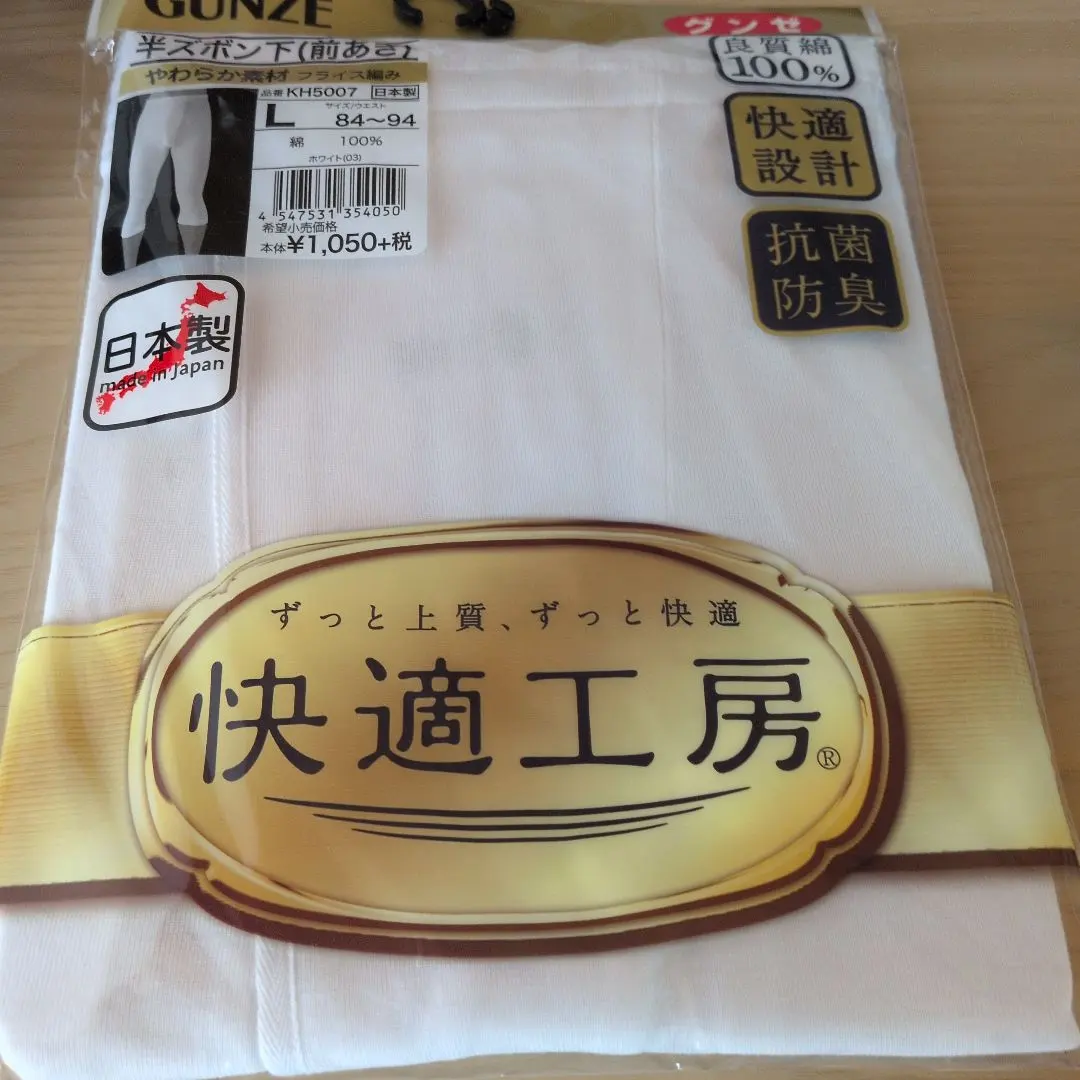 GUNZE
グンゼ
半ズボン下(前あき)
やわらか素材 フライス編み
品番 KH5007 日本製
サイズ/ウエスト
L 84〜94
綿 100%
ホワイト(03)
4 547531 354050
希望小売価格
本体¥1,050+税
良質綿
100%
快適
設計
抗菌
防臭
日本製
made in Japan
ずっと上質、ずっと快適
快適工房®